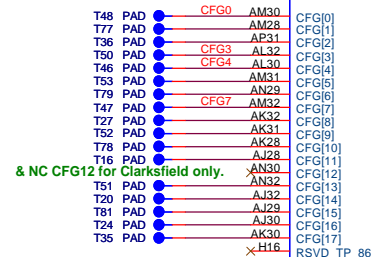 T48 PAD CFG0 AM30 CFG[0]
T77 PAD AM28 CFG[1]
T36 PAD AP31 CFG[2]
T50 PAD CFG3 AL32 CFG[3]
T46 PAD CFG4 AL30 CFG[4]
T53 PAD AM31 CFG[5]
T79 PAD AN29 CFG[6]
T47 PAD CFG7 AM32 CFG[7]
T27 PAD AK32 CFG[8]
T52 PAD AK31 CFG[9]
T78 PAD AK28 CFG[10]
T16 PAD AJ28 CFG[11]
& NC CFG12 for Clarksfield only. AN30 CFG[12]
T51 PAD AN32 CFG[13]
T20 PAD AJ32 CFG[14]
T81 PAD AJ29 CFG[15]
T24 PAD AJ30 CFG[16]
T35 PAD AK30 CFG[17]
H16 RSVD_TP_86